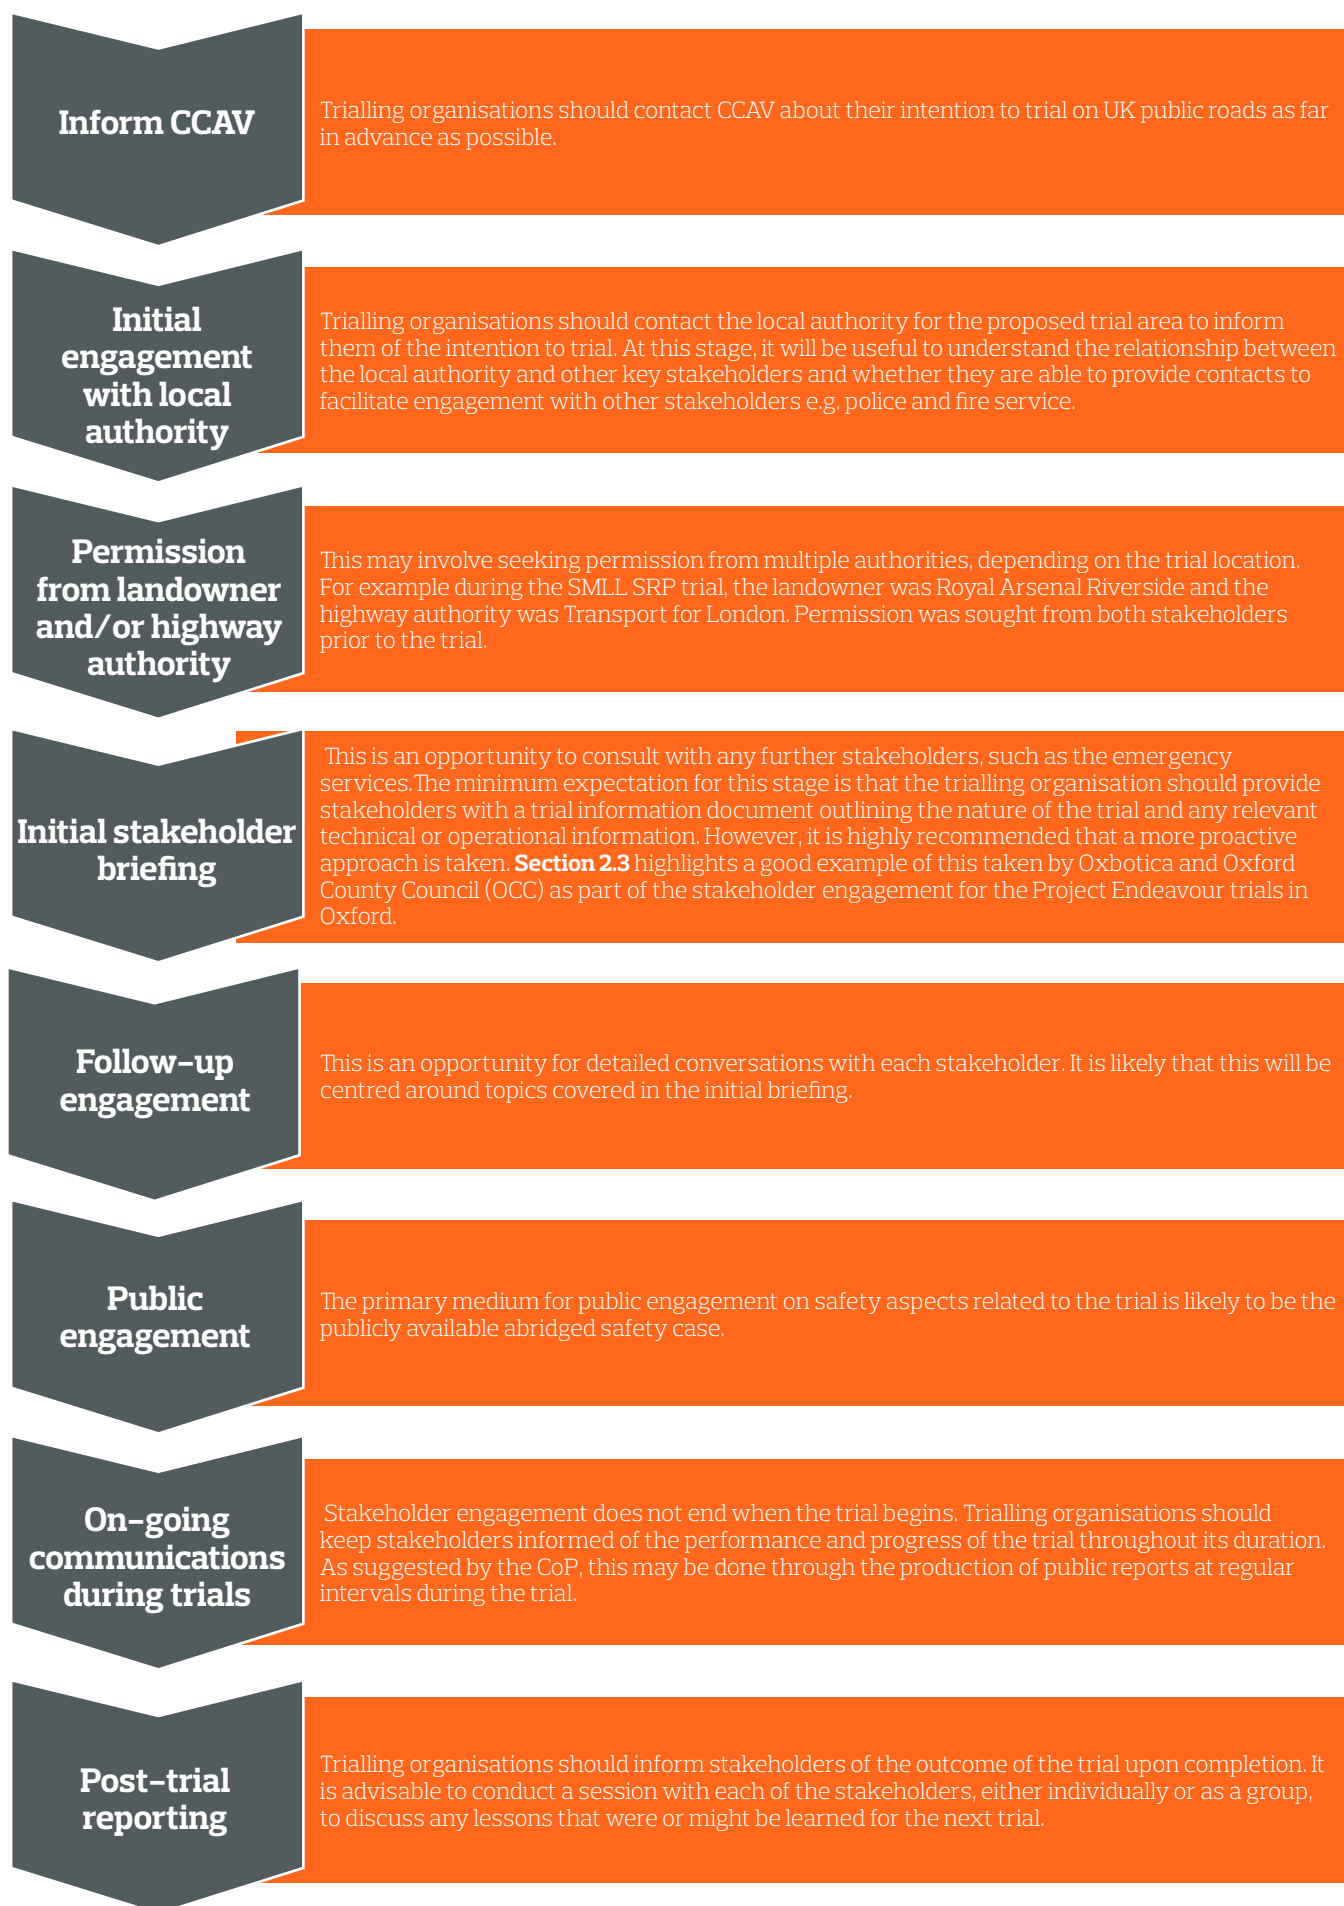 Inform CCAV
Trialling organisations should contact CCAV about their intention to trial on UK public roads as far
in advance as possible.
Initial
engagement
with local
authority
Trialling organisations should contact the local authority for the proposed trial area to inform
them of the intention to trial. At this stage, it will be useful to understand the relationship between
the local authority and other key stakeholders and whether they are able to provide contacts to
facilitate engagement with other stakeholders e.g. police and fire service.
Permission
from landowner
and/or highway
authority
This may involve seeking permission from multiple authorities, depending on the trial location.
For example during the SMLL SRP trial, the landowner was Royal Arsenal Riverside and the
highway authority was Transport for London. Permission was sought from both stakeholders
prior to the trial.
Initial stakeholder
briefing
This is an opportunity to consult with any further stakeholders, such as the emergency
services.The minimum expectation for this stage is that the trialling organisation should provide
stakeholders with a trial information document outlining the nature of the trial and any relevant
technical or operational information. However, it is highly recommended that a more proactive
approach is taken. Section 2.3 highlights a good example of this taken by Oxbotica and Oxford
County Council (OCC) as part of the stakeholder engagement for the Project Endeavour trials in
Oxford.
Follow-up
engagement
This is an opportunity for detailed conversations with each stakeholder. It is likely that this will be
centred around topics covered in the initial briefing.
Public
engagement
The primary medium for public engagement on safety aspects related to the trial is likely to be the
publicly available abridged safety case.
On-going
communications
during trials
Stakeholder engagement does not end when the trial begins. Trialling organisations should
keep stakeholders informed of the performance and progress of the trial throughout its duration.
As suggested by the CoP, this may be done through the production of public reports at regular
intervals during the trial.
Post-trial
reporting
Trialling organisations should inform stakeholders of the outcome of the trial upon completion. It
is advisable to conduct a session with each of the stakeholders, either individually or as a group,
to discuss any lessons that were or might be learned for the next trial.